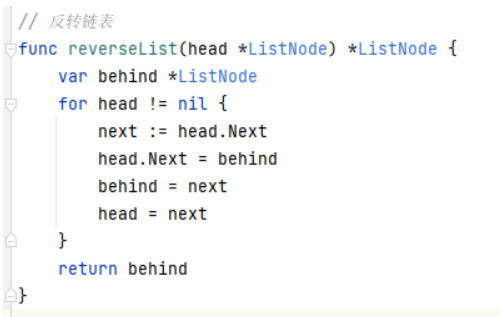 // 反转链表
func reverseList(head *ListNode) *ListNode {
    var behind *ListNode
    for head != nil {
        next := head.Next
        head.Next = behind
        behind = next
        head = next
    }
    return behind
}